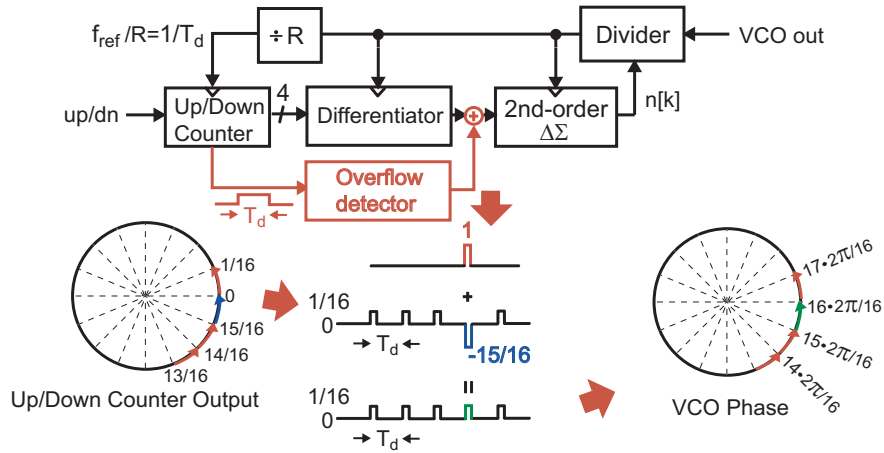 f_ref/R=1/T_d
÷R
Divider
VCO out
up/dn
Up/Down
Counter
4
Differentiator
+
2nd-order
ΔΣ
n[k]
Overflow
detector
T_d
1
1/16
0
15/16
14/16
13/16
Up/Down Counter Output
+
1/16
0
T_d
-15/16
=
1/16
0
T_d
17•2π/16
16•2π/16
15•2π/16
14•2π/16
VCO Phase